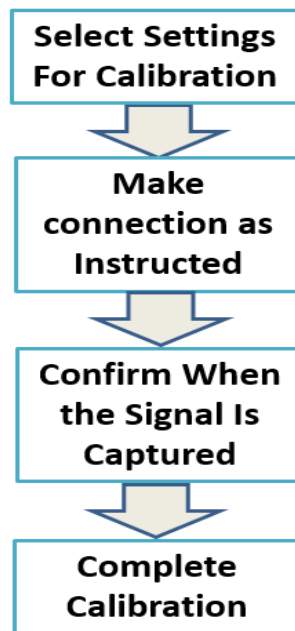 Select Settings
For Calibration
Make
connection as
Instructed
Confirm When
the Signal Is
Captured
Complete
Calibration